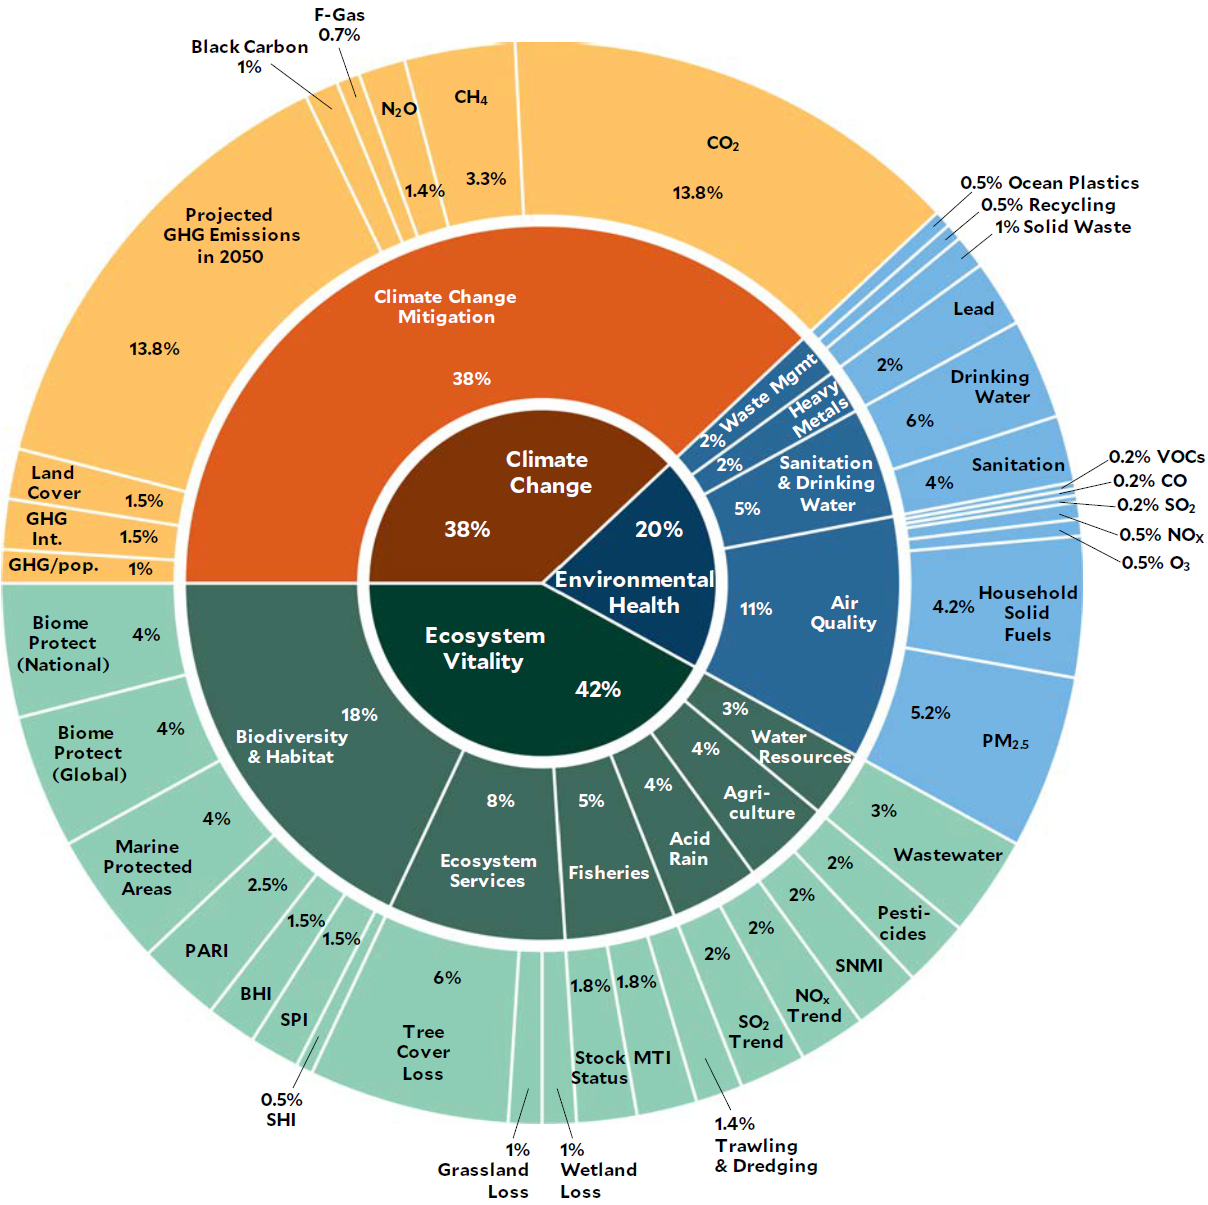 F-Gas
0.7%
Black Carbon
1%
N₂O
1.4%
CH₄
3.3%
CO₂
13.8%
Projected
GHG Emissions
in 2050
13.8%
Land
Cover
1.5%
GHG
Int.
1.5%
GHG/pop.
1%
Climate Change
Mitigation
38%
Climate
Change
38%
0.5% Ocean Plastics
0.5% Recycling
1% Solid Waste
Lead
2%
Drinking
Water
6%
Sanitation
4%
0.2% VOCs
0.2% CO
0.2% SO₂
0.5% NOX
0.5% O₃
4.2%
Household
Solid
Fuels
5.2%
PM2.5
Waste Mgmt
2%
Heavy
Metals
2%
Sanitation
& Drinking
Water
5%
11%
Air
Quality
20%
Environmental
Health
Ecosystem
Vitality
42%
18%
Biodiversity
& Habitat
8%
Ecosystem
Services
5%
Fisheries
4%
Acid
Rain
4%
Agri-
culture
3%
Water
Resources
Biome
Protect
(National)
4%
Biome
Protect
(Global)
4%
Marine
Protected
Areas
4%
2.5%
PARI
1.5%
BHI
1.5%
SPI
0.5%
SHI
6%
Tree
Cover
Loss
1%
Grassland
Loss
1%
Wetland
Loss
1.8%
Stock
Status
1.8%
MTI
1.4%
Trawling
& Dredging
2%
SO₂
Trend
2%
NOx
Trend
2%
SNMI
2%
Pesti-
cides
3%
Wastewater